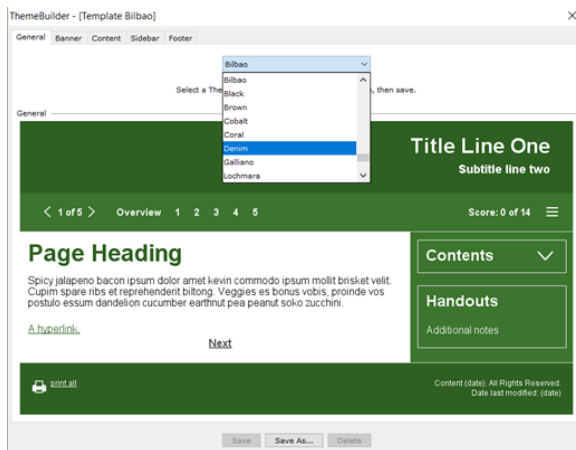 ThemeBuilder - [Template Bilbao]
General Banner Content Sidebar Footer
Bilbao
Select a The , then save.
Bilbao
Black
Brown
Cobalt
Coral
Denim
Galliano
Lochmara
General
Title Line One
Subtitle line two
< 1 of 5 > Overview 1 2 3 4 5 Score: 0 of 14
Page Heading
Spicy jalapeno bacon ipsum dolor amet kevin commodo ipsum mollit brisket velit.
Cupim spare ribs et reprehenderit biltong. Veggies es bonus vobis, proinde vos
postulo essum dandelion cucumber earthnut pea peanut soko zucchini.
A hyperlink.
Next
Contents
Handouts
Additional notes
print all
Content (date). All Rights Reserved.
Date last modified: (date)
Save Save As... Delete